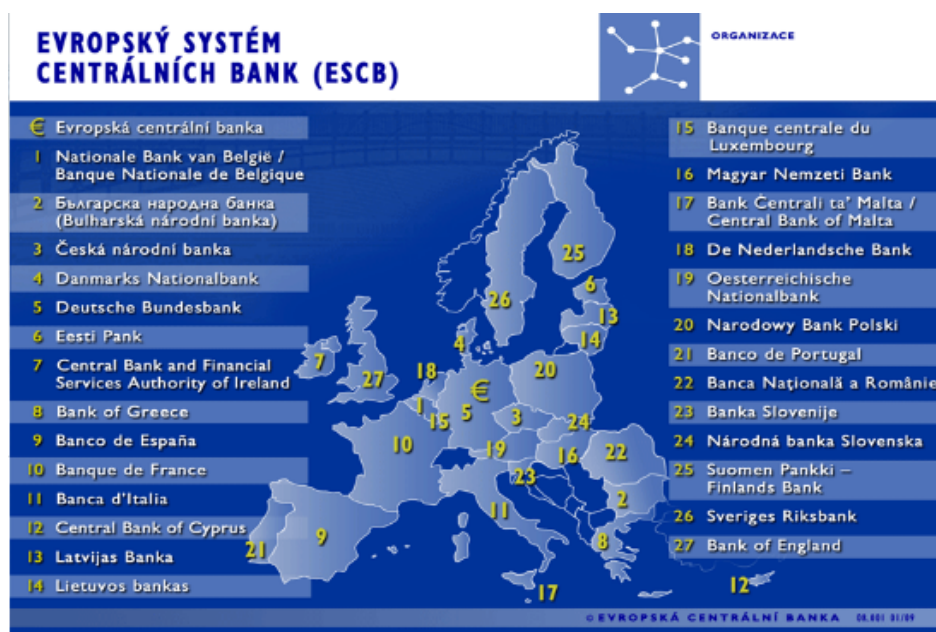 EVROPSKÝ SYSTÉM
CENTRÁLNÍCH BANK (ESCB)
ORGANIZACE
€ Evropská centrální banka
1 Nationale Bank van België /
Banque Nationale de Belgique
2 Българска народна банка
(Bulharská národní banka)
3 Česká národní banka
4 Danmarks Nationalbank
5 Deutsche Bundesbank
6 Eesti Pank
7 Central Bank and Financial
Services Authority of Ireland
8 Bank of Greece
9 Banco de España
10 Banque de France
11 Banca d'Italia
12 Central Bank of Cyprus
13 Latvijas Banka
14 Lietuvos bankas
25
6
26
13
14
4
7
27
18
20
€
1
5
15
3
24
10
19
16
22
23
2
11
9
21
8
17
12
15 Banque centrale du
Luxembourg
16 Magyar Nemzeti Bank
17 Bank Ċentrali ta' Malta /
Central Bank of Malta
18 De Nederlandsche Bank
19 Oesterreichische
Nationalbank
20 Narodowy Bank Polski
21 Banco de Portugal
22 Banca Naţională a Românie
23 Banka Slovenije
24 Národná banka Slovenska
25 Suomen Pankki –
Finlands Bank
26 Sveriges Riksbank
27 Bank of England
© EVROPSKÁ CENTRÁLNÍ BANKA 08.601 01/09